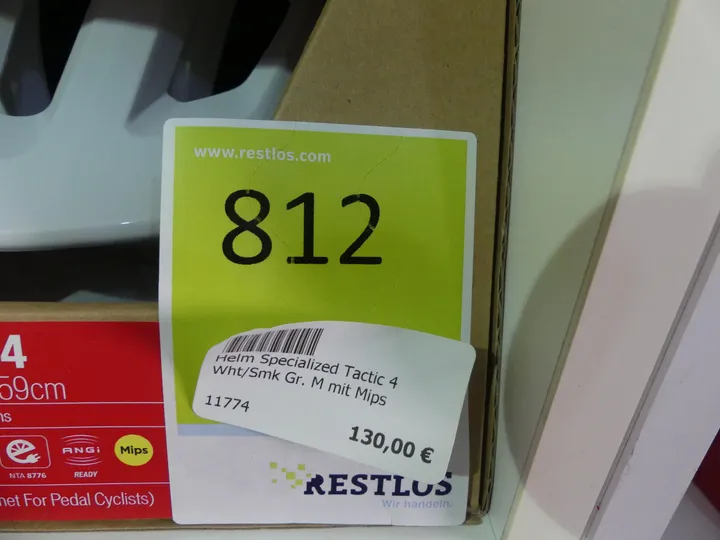 www.restlos.com
812
Helm Specialized Tactic 4
Wht/Smk Gr. M mit Mips
11774
130,00 €
RESTLOS
Wir handeln.
4
59cm
NTA 8776
ANGi
READY
Mips
net For Pedal Cyclists)